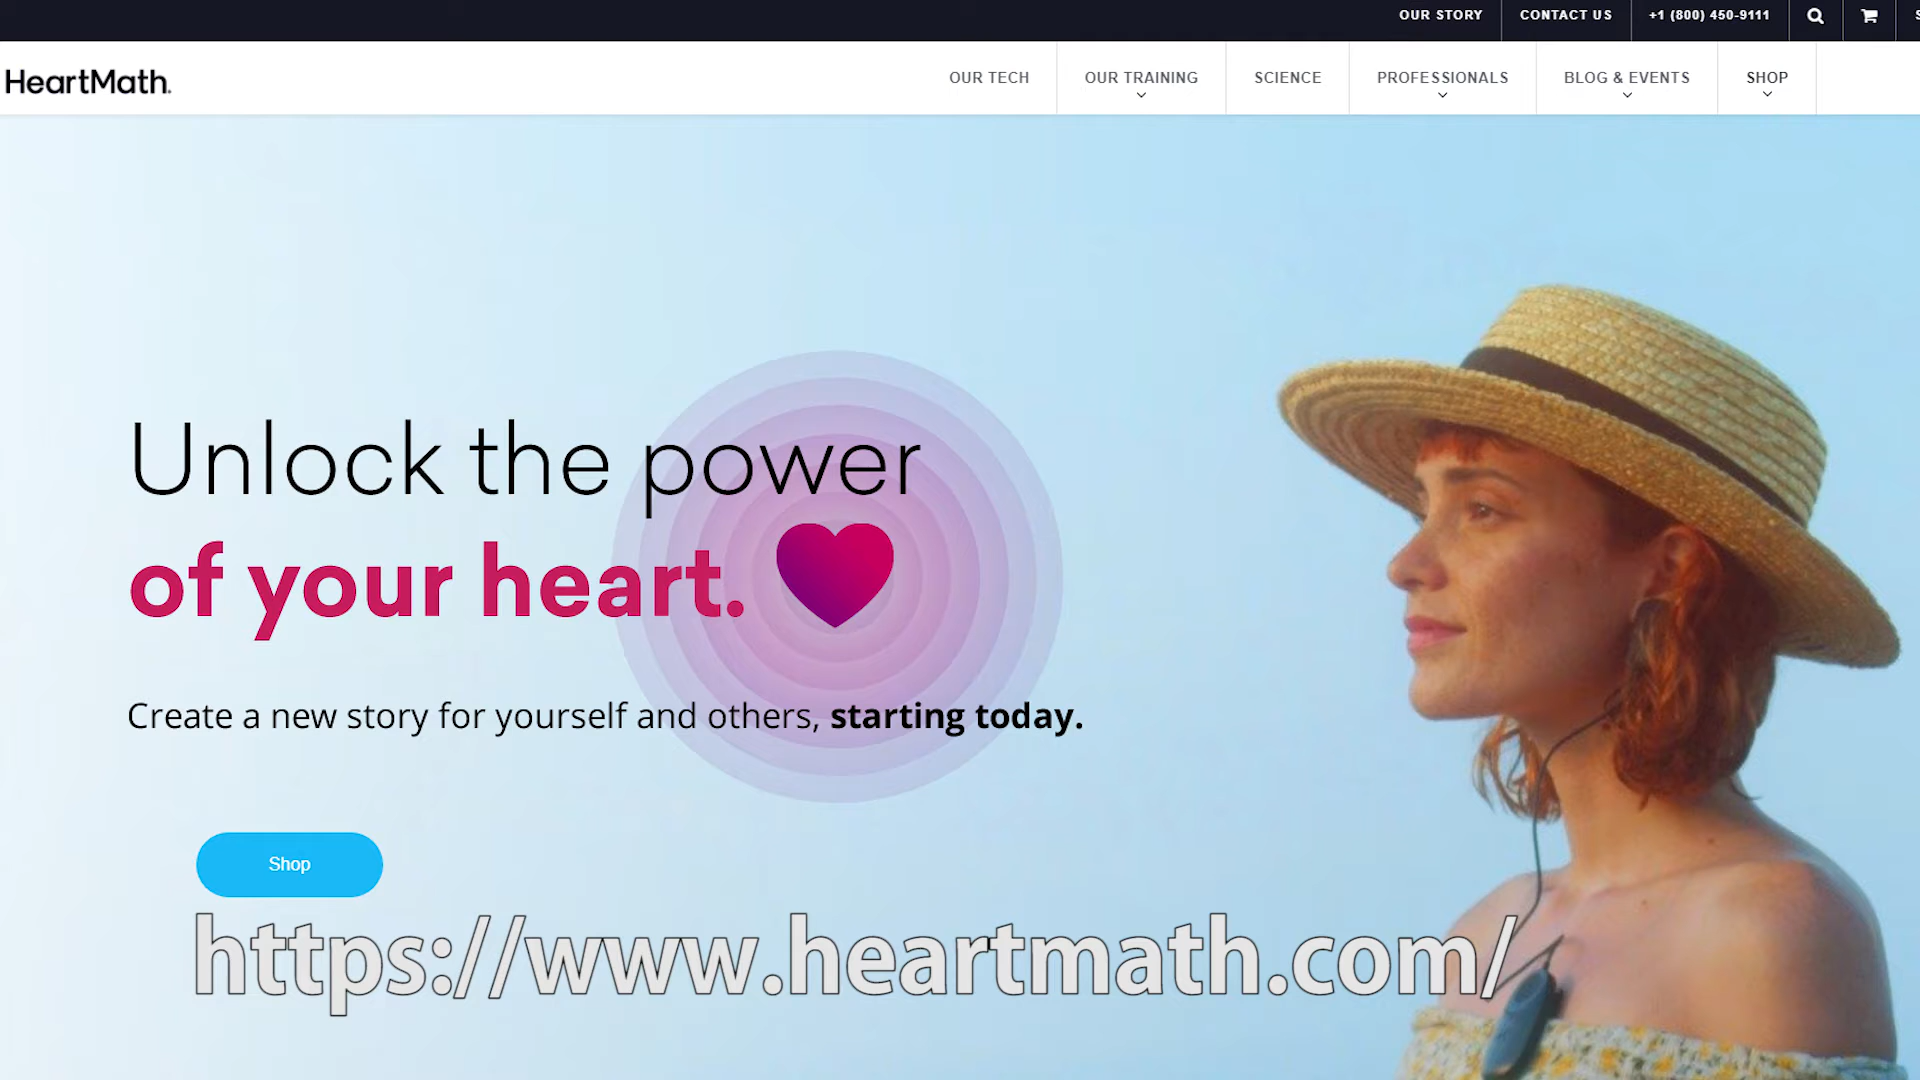 OUR STORY
CONTACT US
+1 (800) 450-9111
HeartMath.
OUR TECH
OUR TRAINING
SCIENCE
PROFESSIONALS
BLOG & EVENTS
SHOP
Unlock the power
of your heart.
Create a new story for yourself and others, starting today.
Shop
https://www.heartmath.com/